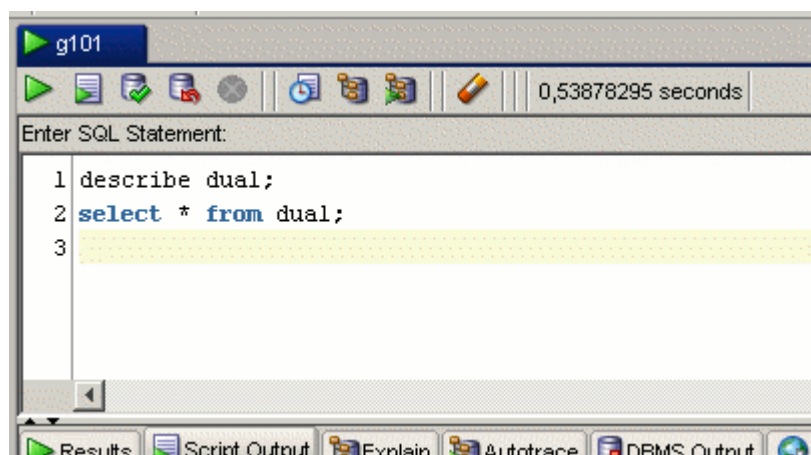 g101
0,53878295 seconds
Enter SQL Statement:
1 describe dual;
2 select * from dual;
3
Results Script Output Explain Autotrace DBMS Output